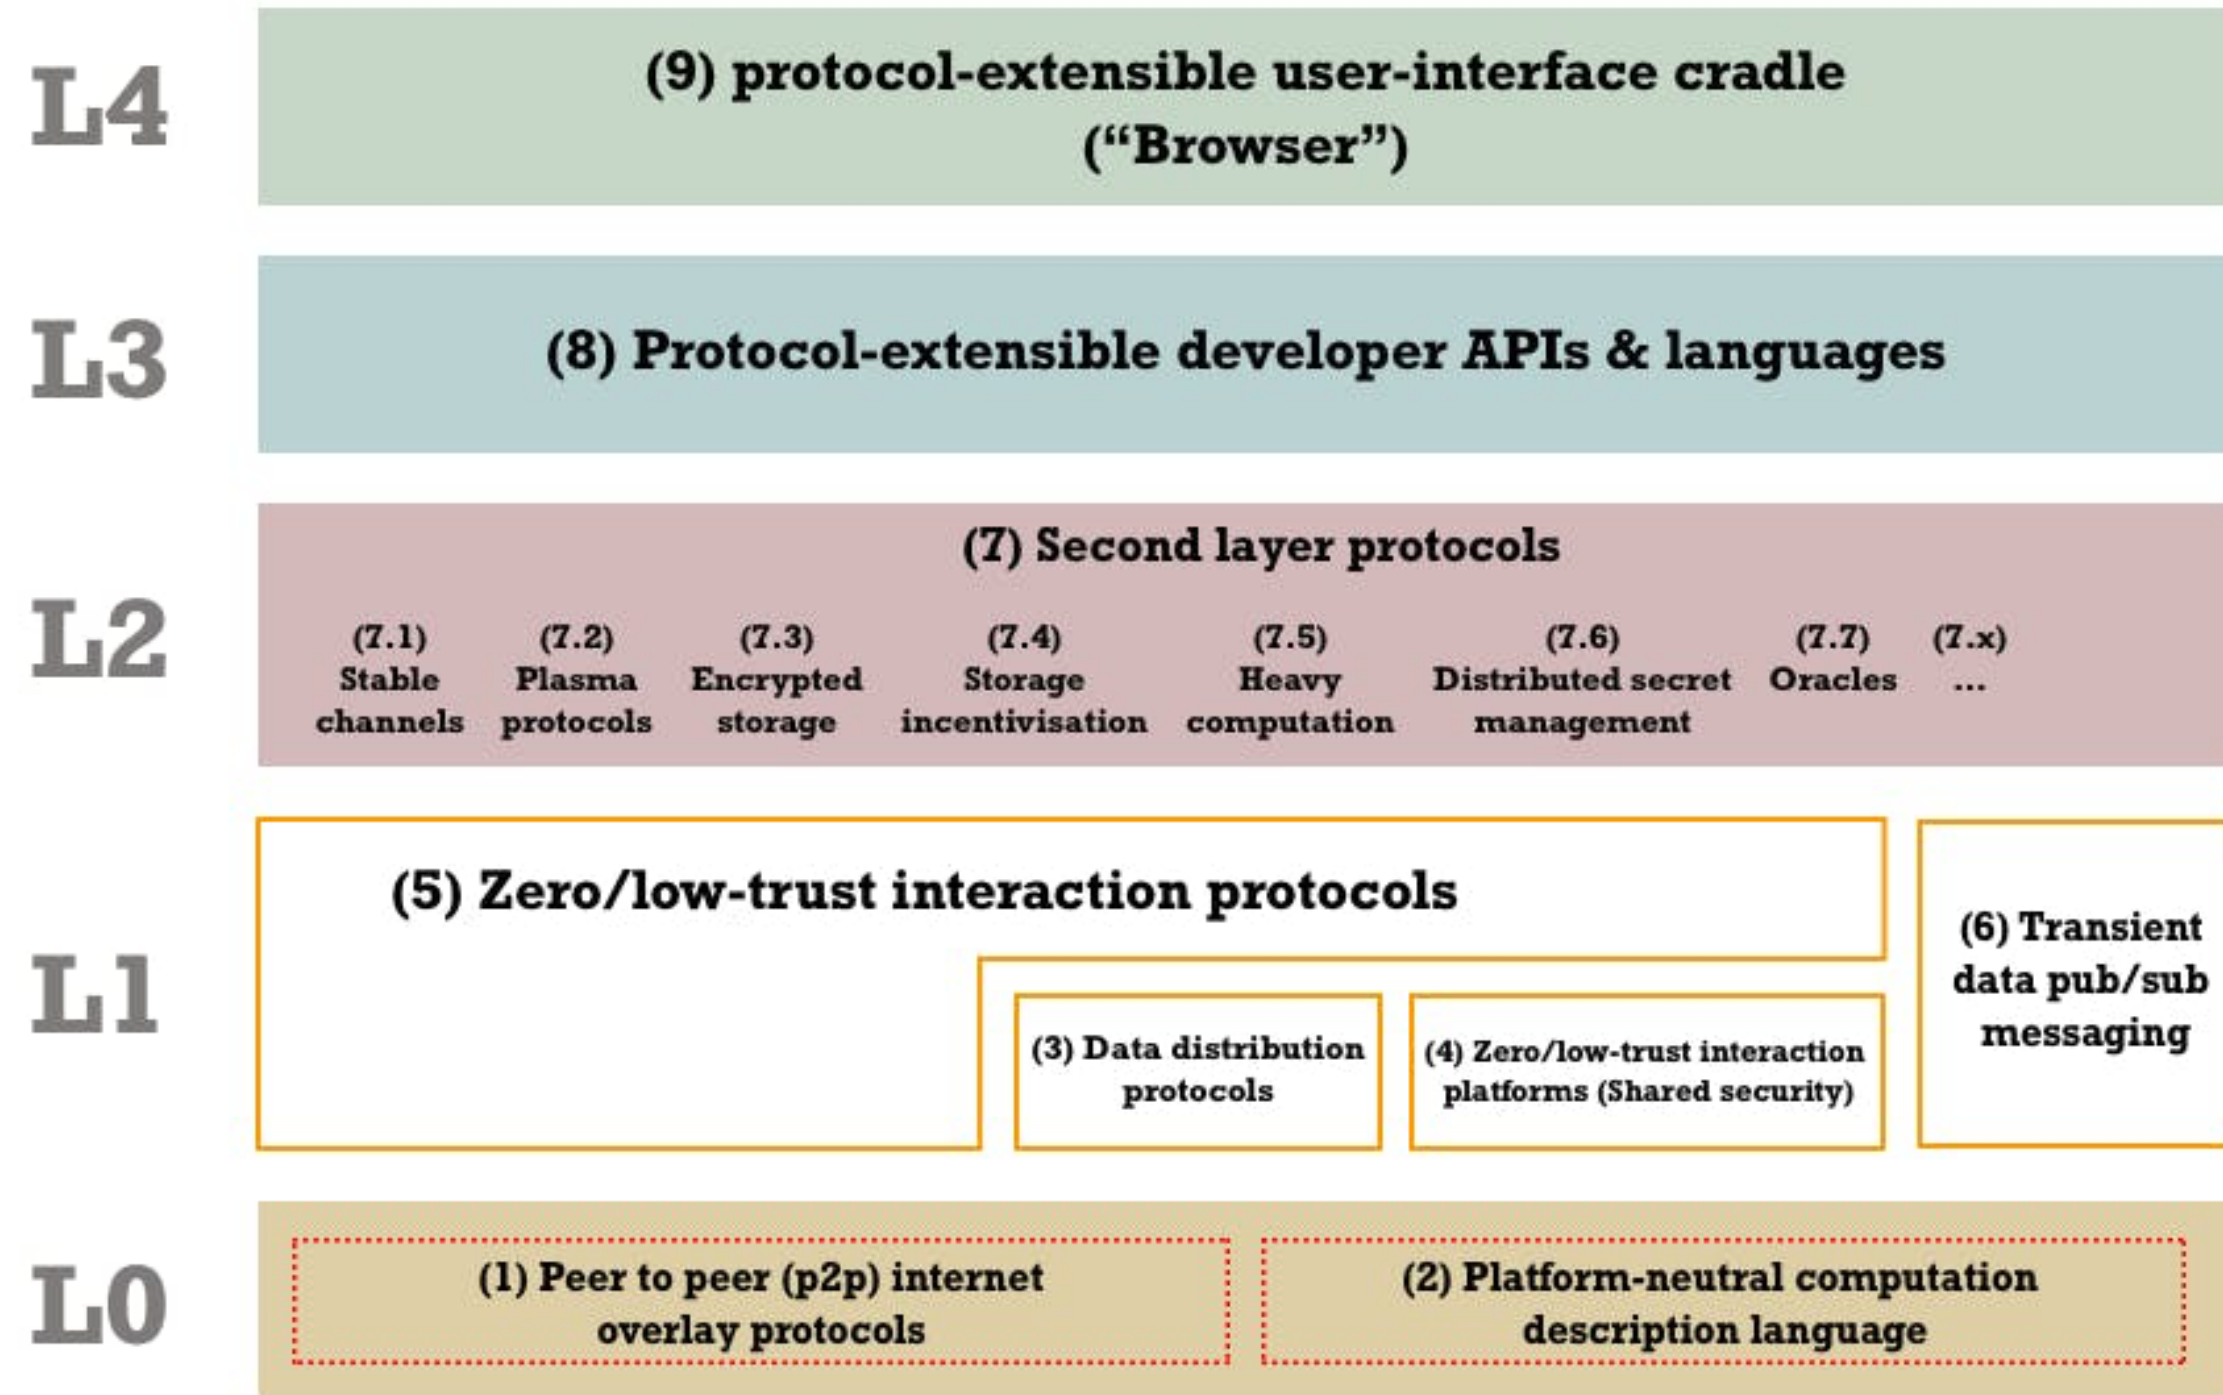 L4
(9) protocol-extensible user-interface cradle
(“Browser”)
L3
(8) Protocol-extensible developer APIs & languages
L2
(7) Second layer protocols
(7.1)
Stable
channels
(7.2)
Plasma
protocols
(7.3)
Encrypted
storage
(7.4)
Storage
incentivisation
(7.5)
Heavy
computation
(7.6)
Distributed secret
management
(7.7)
Oracles
(7.x)
...
L1
(5) Zero/low-trust interaction protocols
(3) Data distribution
protocols
(4) Zero/low-trust interaction
platforms (Shared security)
(6) Transient
data pub/sub
messaging
L0
(1) Peer to peer (p2p) internet
overlay protocols
(2) Platform-neutral computation
description language